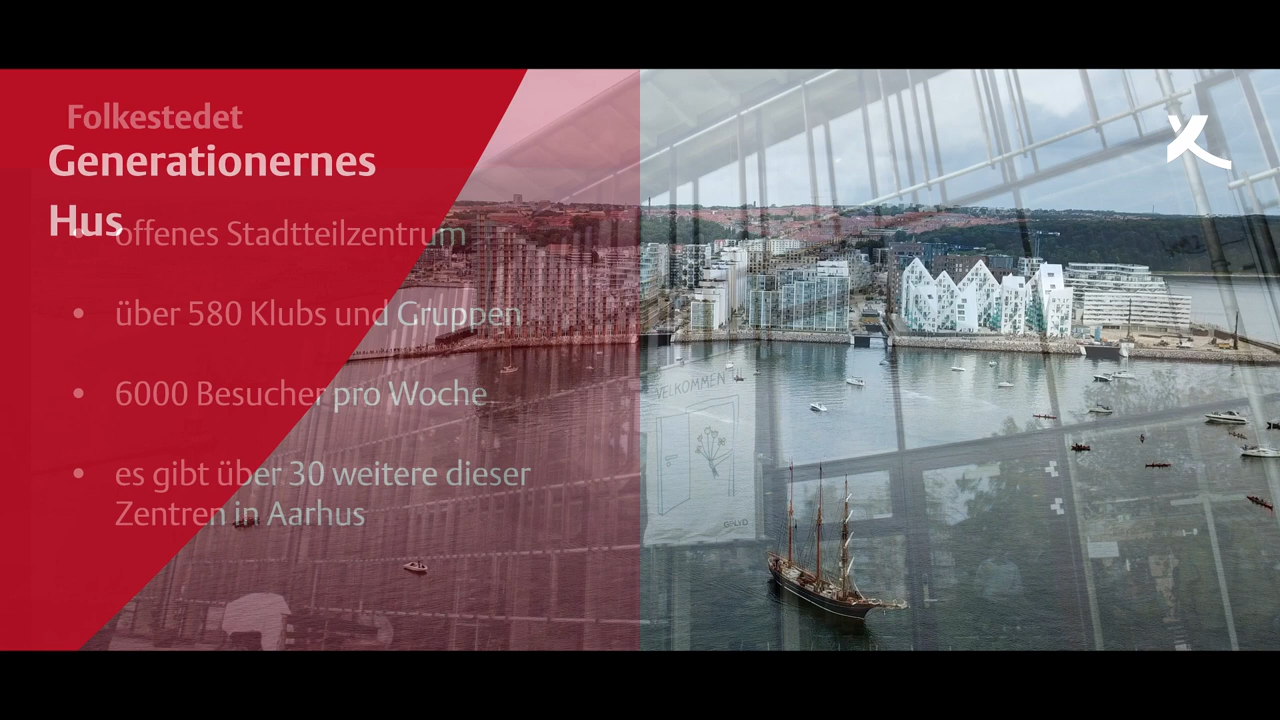 Folkestedet
Generationernes
Hus
• offenes Stadtteilzentrum
• über 580 Klubs und Gruppen
• 6000 Besucher pro Woche
• es gibt über 30 weitere dieser
Zentren in Aarhus
VELKOMMEN